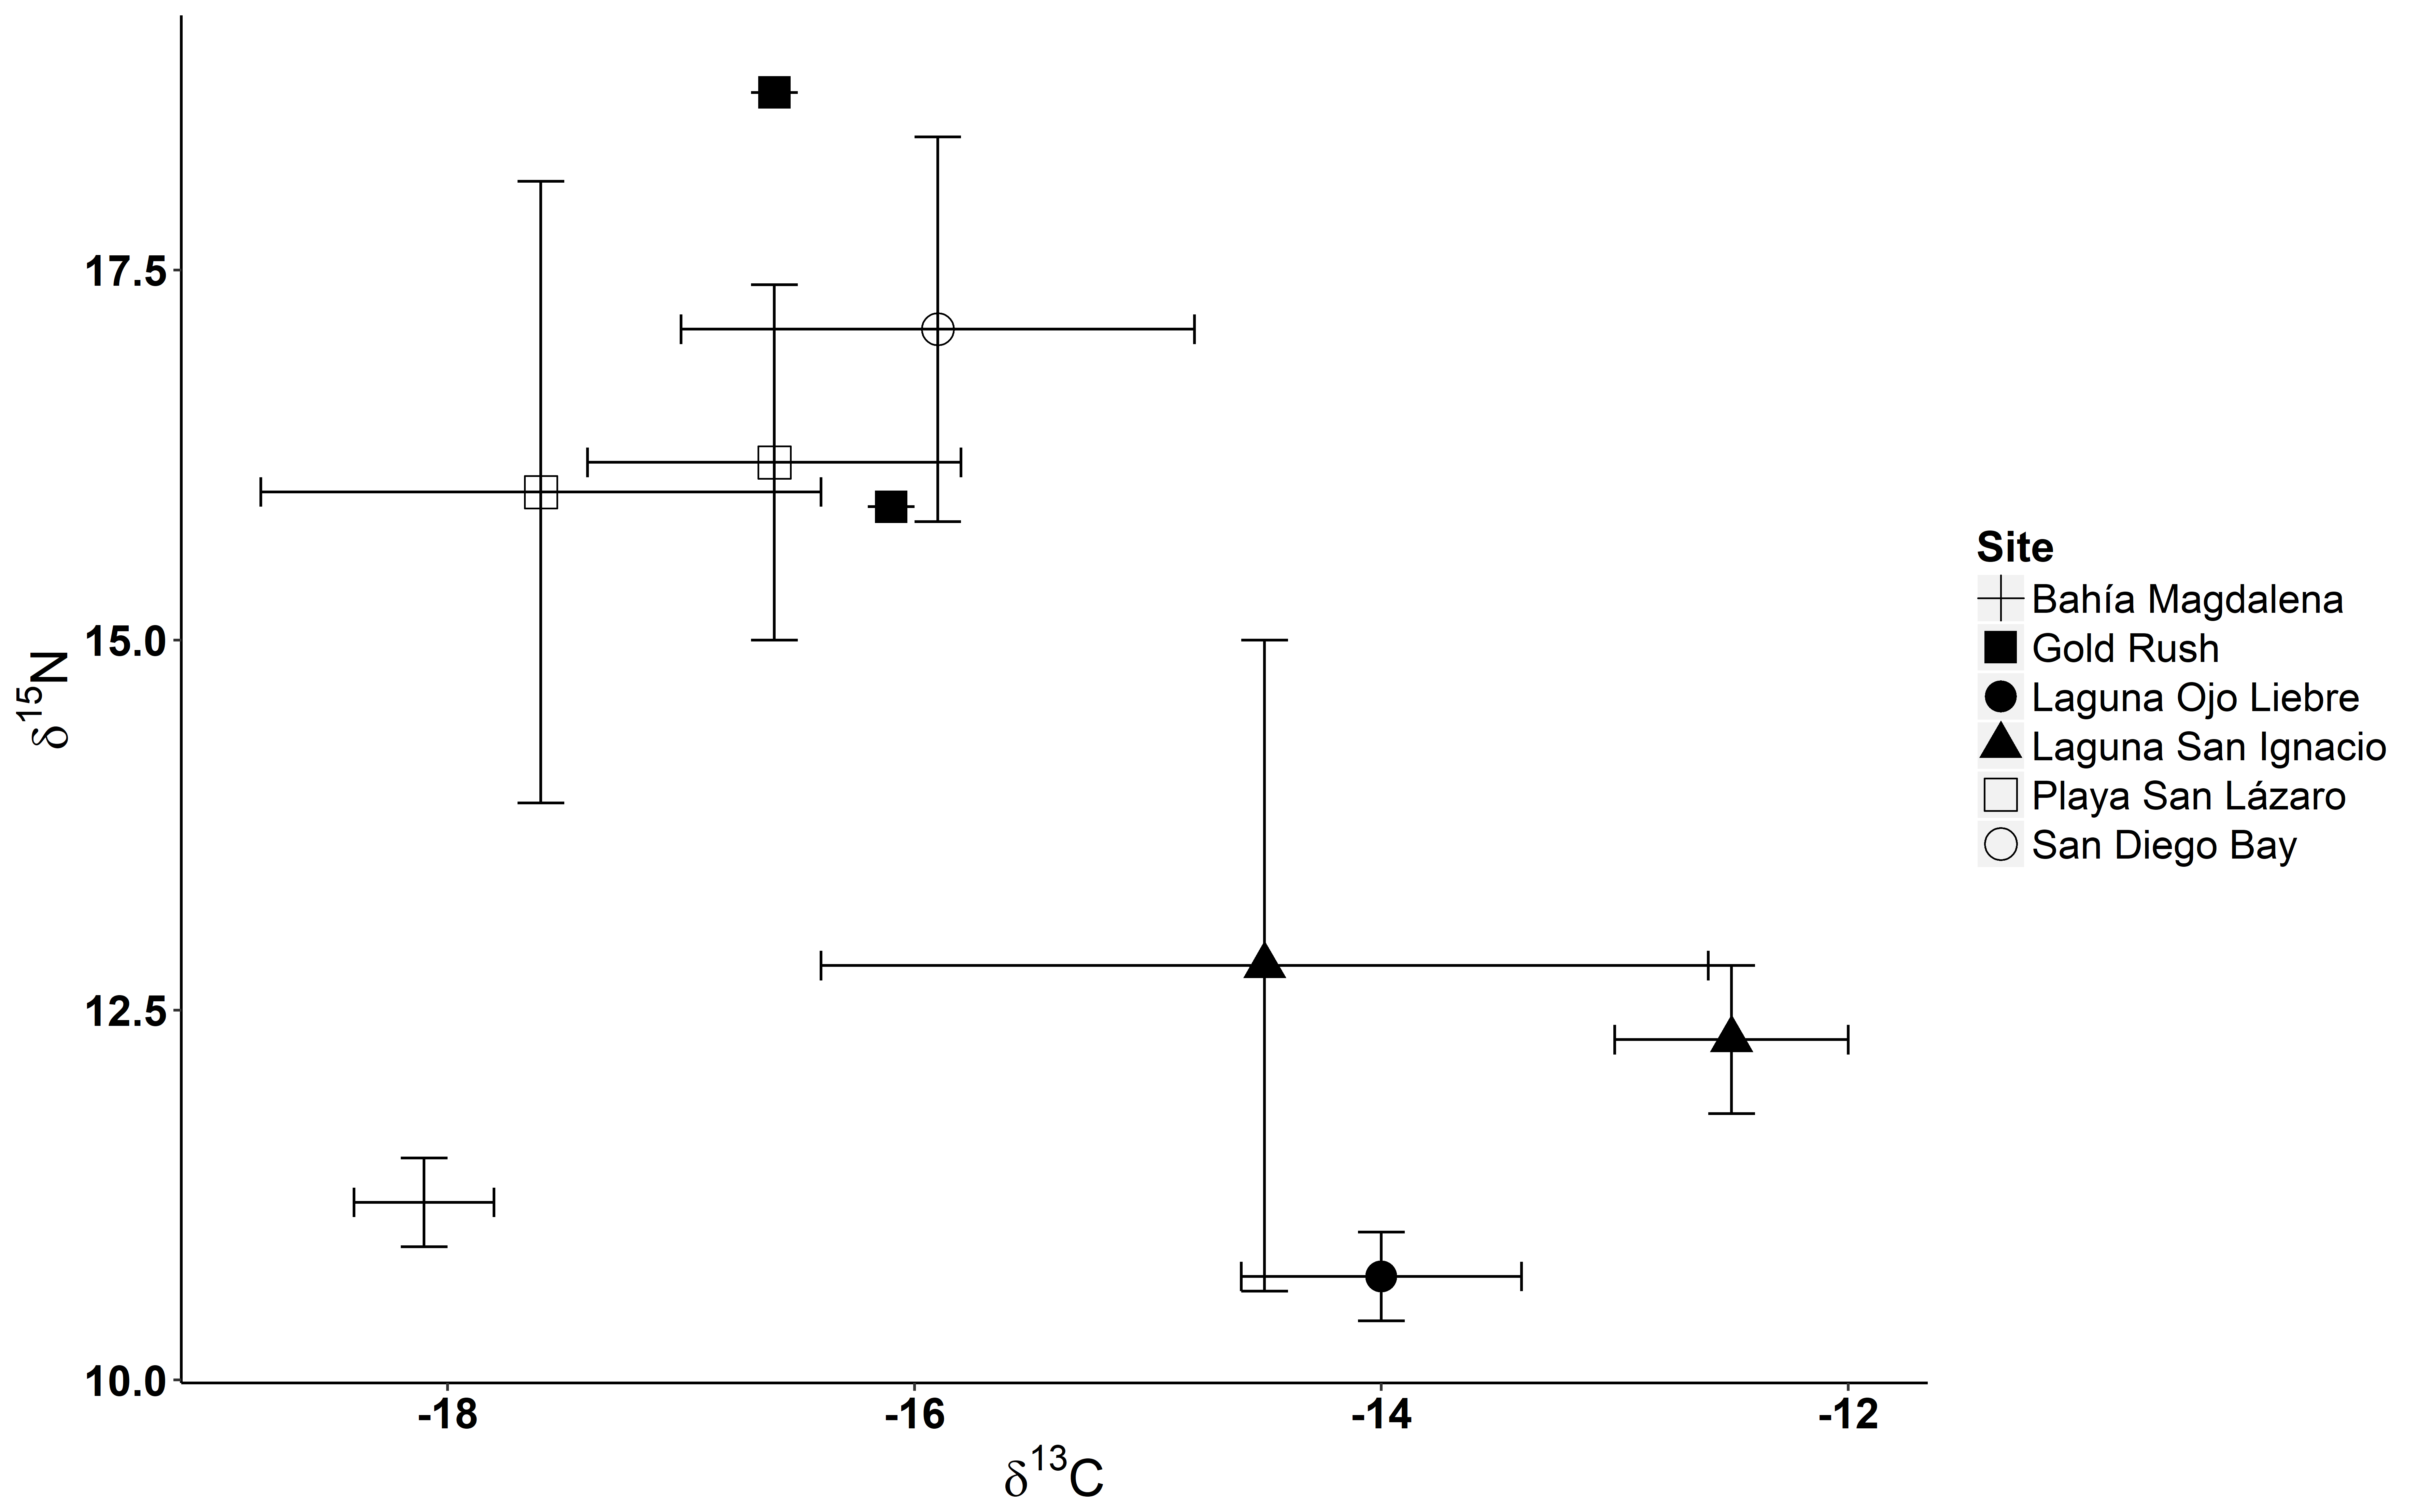 17.5
15.0
12.5
10.0
δ¹⁵N
-18 -16 -14 -12
δ¹³C
Site
Bahía Magdalena
Gold Rush
Laguna Ojo Liebre
Laguna San Ignacio
Playa San Lázaro
San Diego Bay